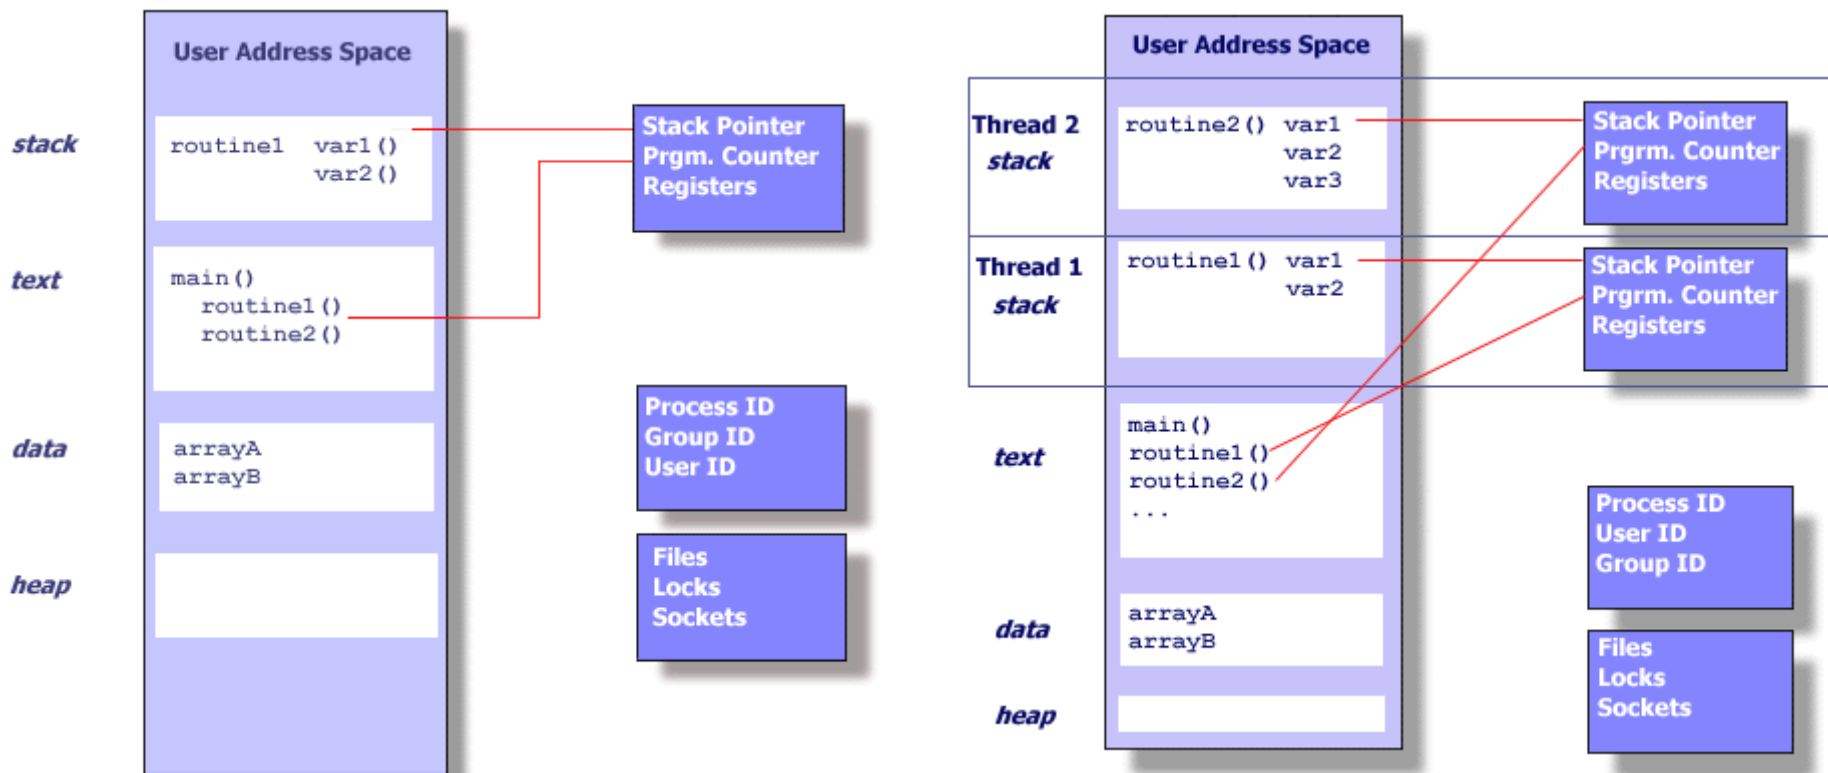 User Address Space
stack
routine1 var1()
var2()
text
main()
routine1()
routine2()
data
arrayA
arrayB
heap
Stack Pointer
Prgm. Counter
Registers
Process ID
Group ID
User ID
Files
Locks
Sockets
User Address Space
Thread 2
stack
routine2() var1
var2
var3
Stack Pointer
Prgrm. Counter
Registers
Thread 1
stack
routine1() var1
var2
Stack Pointer
Prgrm. Counter
Registers
text
main()
routine1()
routine2()
...
data
arrayA
arrayB
heap
Process ID
User ID
Group ID
Files
Locks
Sockets